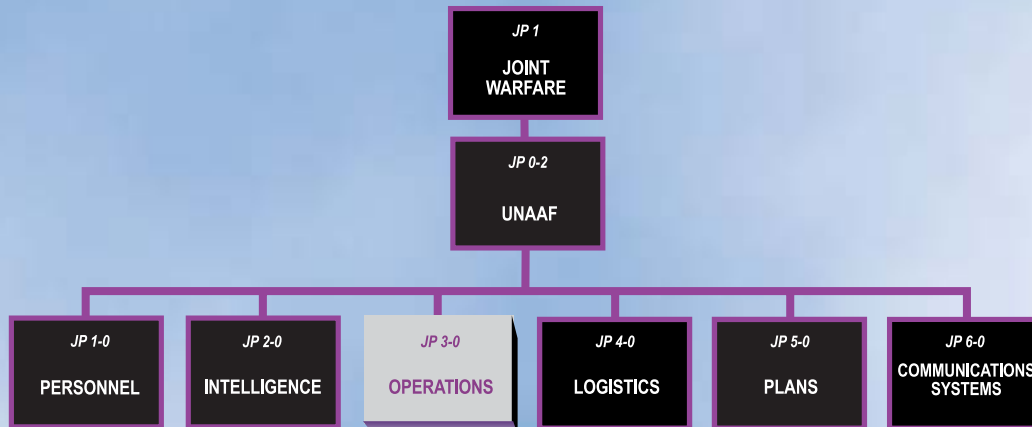 JP 1
JOINT
WARFARE
JP 0-2
UNAAF
JP 1-0
PERSONNEL
JP 2-0
INTELLIGENCE
JP 3-0
OPERATIONS
JP 4-0
LOGISTICS
JP 5-0
PLANS
JP 6-0
COMMUNICATIONS
SYSTEMS